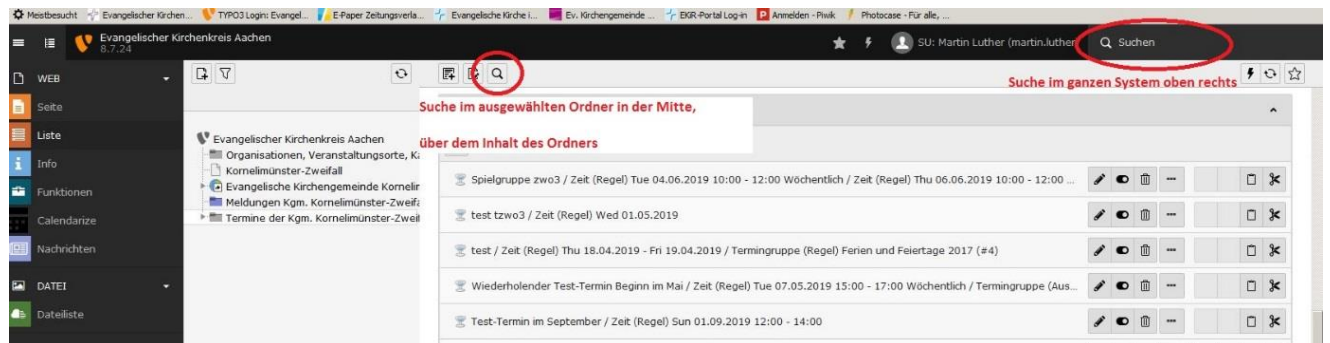 Meistbesucht Evangelischer Kirchen... TYPO3 Login: Evangel... E-Paper Zeitungsverla... Evangelische Kirche i... Ev. Kirchengemeinde ... EKiR-Portal Log-in Anmelden - Piwik Photocase - Für alle, ...
Evangelischer Kirchenkreis Aachen
8.7.24
SU: Martin Luther (martin.luther
Suchen
WEB
Seite
Liste
Info
Funktionen
Calendarize
Nachrichten
DATEI
Dateiliste
Evangelischer Kirchenkreis Aachen
Organisationen, Veranstaltungsorte, Ka
Kornelimünster-Zweifall
Evangelische Kirchengemeinde Kornelir
Meldungen Kgm. Kornelimünster-Zweifa
Termine der Kgm. Kornelimünster-Zweif
Suche im ganzen System oben rechts
Suche im ausgewählten Ordner in der Mitte,
über dem Inhalt des Ordners
Spielgruppe zwo3 / Zeit (Regel) Tue 04.06.2019 10:00 - 12:00 Wöchentlich / Zeit (Regel) Thu 06.06.2019 10:00 - 12:00 ...
test tzwo3 / Zeit (Regel) Wed 01.05.2019
test / Zeit (Regel) Thu 18.04.2019 - Fri 19.04.2019 / Termingruppe (Regel) Ferien und Feiertage 2017 (#4)
Wiederholender Test-Termin Beginn im Mai / Zeit (Regel) Tue 07.05.2019 15:00 - 17:00 Wöchentlich / Termingruppe (Aus...
Test-Termin im September / Zeit (Regel) Sun 01.09.2019 12:00 - 14:00